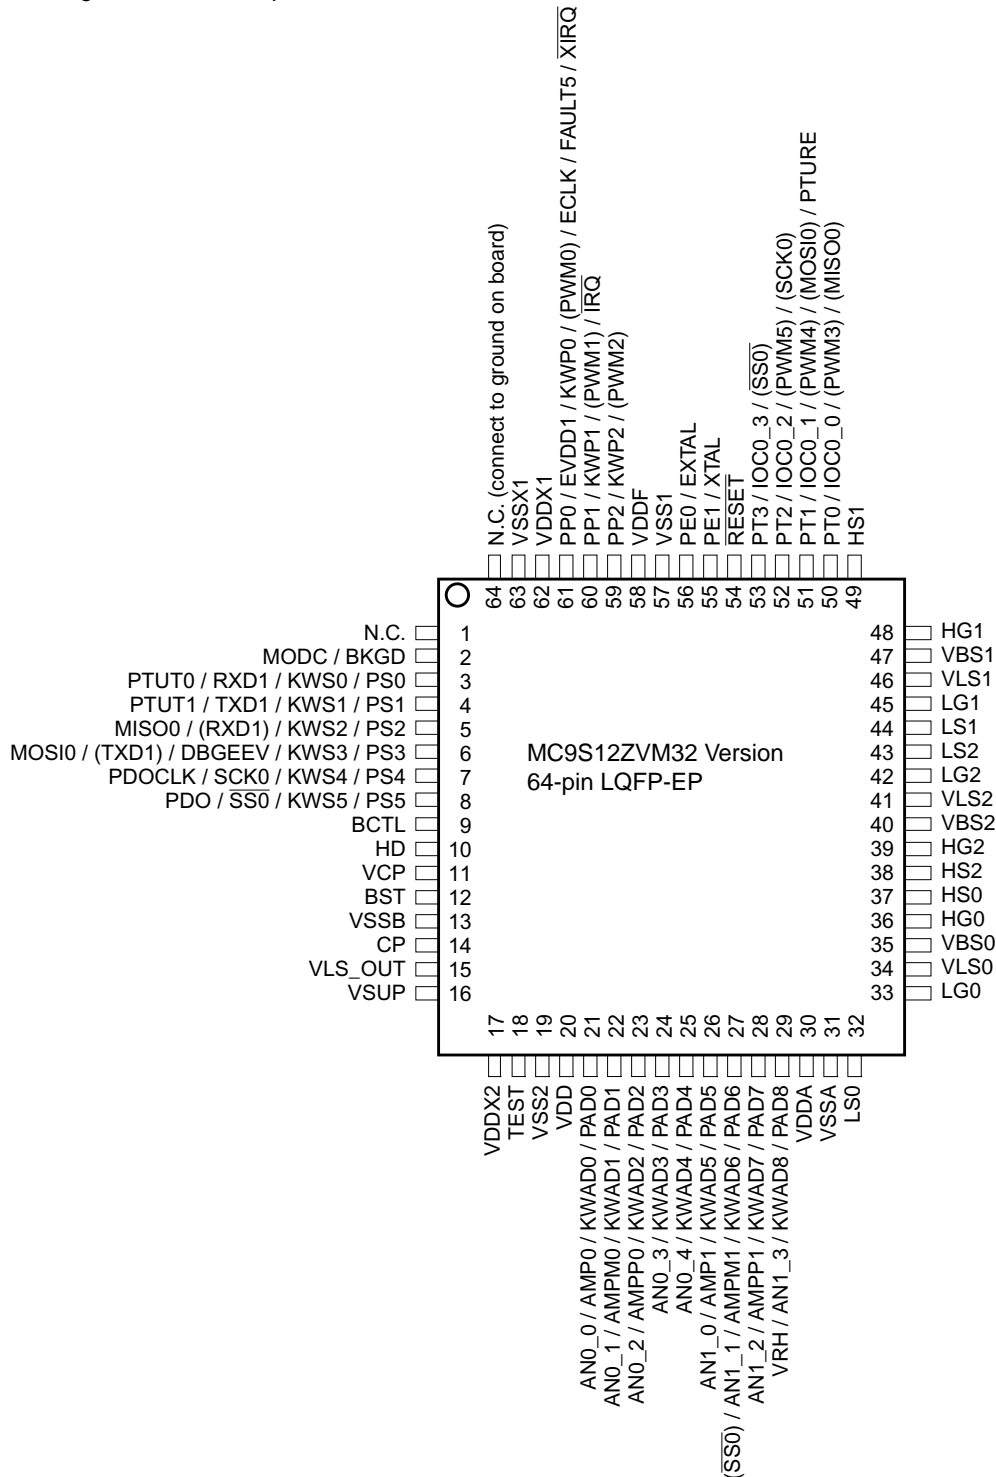 N.C. (connect to ground on board)
VSSX1
VDDX1
PP0 / EVDD1 / KWP0 / (PWM0) / ECLK / FAULT5 / XIRQ
PP1 / KWP1 / (PWM1) / IRQ
PP2 / KWP2 / (PWM2)
VDDF
VSS1
PE0 / EXTAL
PE1 / XTAL
RESET
PT3 / IOC0_3 / (SS0)
PT2 / IOC0_2 / (PWM5) / (SCK0)
PT1 / IOC0_1 / (PWM4) / (MOSI0) / PTURE
PT0 / IOC0_0 / (PWM3) / (MISO0)
HS1
64 63 62 61 60 59 58 57 56 55 54 53 52 51 50 49
N.C. 1
MODC / BKGD 2
PTUT0 / RXD1 / KWS0 / PS0 3
PTUT1 / TXD1 / KWS1 / PS1 4
MISO0 / (RXD1) / KWS2 / PS2 5
MOSI0 / (TXD1) / DBGEEV / KWS3 / PS3 6
PDOCLK / SCK0 / KWS4 / PS4 7
PDO / SS0 / KWS5 / PS5 8
BCTL 9
HD 10
VCP 11
BST 12
VSSB 13
CP 14
VLS_OUT 15
VSUP 16
MC9S12ZVM32 Version
64-pin LQFP-EP
48 HG1
47 VBS1
46 VLS1
45 LG1
44 LS1
43 LS2
42 LG2
41 VLS2
40 VBS2
39 HG2
38 HS2
37 HS0
36 HG0
35 VBS0
34 VLS0
33 LG0
17 18 19 20 21 22 23 24 25 26 27 28 29 30 31 32
VDDX2
TEST
VSS2
VDD
AN0_0 / AMP0 / KWAD0 / PAD0
AN0_1 / AMPM0 / KWAD1 / PAD1
AN0_2 / AMPP0 / KWAD2 / PAD2
AN0_3 / KWAD3 / PAD3
AN0_4 / KWAD4 / PAD4
AN1_0 / AMP1 / KWAD5 / PAD5
(SS0) / AN1_1 / AMPM1 / KWAD6 / PAD6
AN1_2 / AMPP1 / KWAD7 / PAD7
VRH / AN1_3 / KWAD8 / PAD8
VDDA
VSSA
LS0